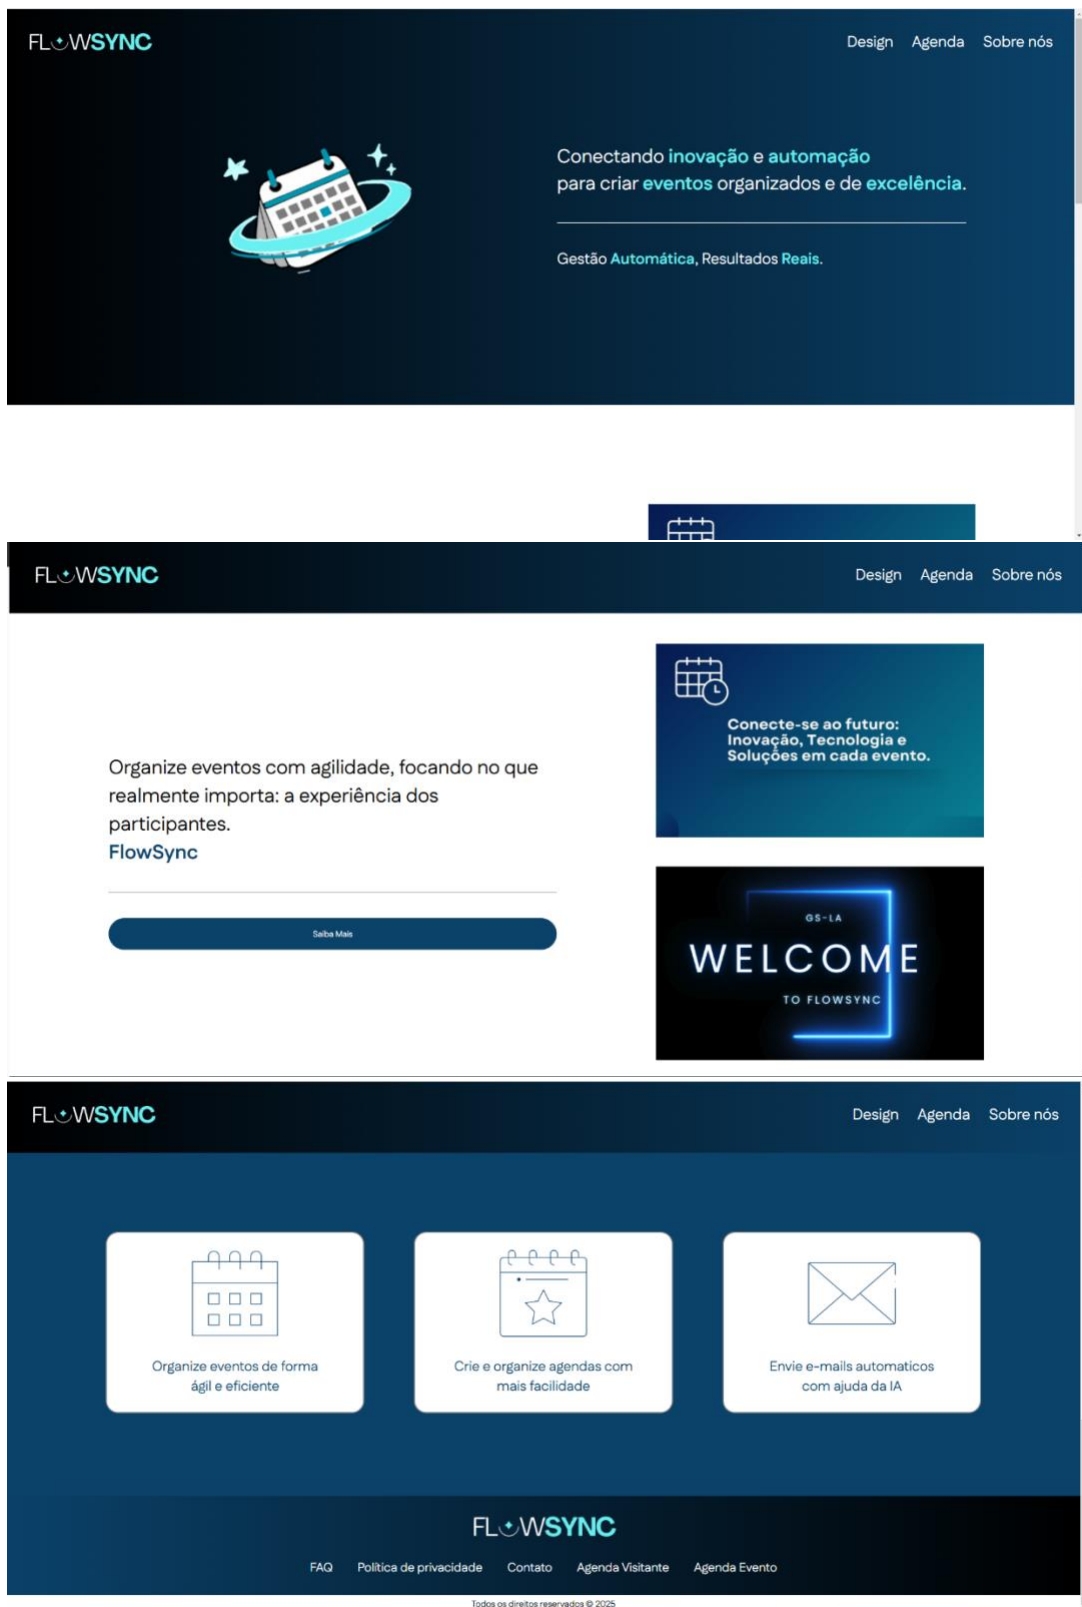 FLOWSYNC
Design Agenda Sobre nós
Conectando inovação e automação
para criar eventos organizados e de excelência.
Gestão Automática, Resultados Reais.
FLOWSYNC
Design Agenda Sobre nós
Organize eventos com agilidade, focando no que
realmente importa: a experiência dos
participantes.
FlowSync
Saiba Mais
Conecte-se ao futuro:
Inovação, Tecnologia e
Soluções em cada evento.
GS-LA
WELCOME
TO FLOWSYNC
FLOWSYNC
Design Agenda Sobre nós
Organize eventos de forma
ágil e eficiente
Crie e organize agendas com
mais facilidade
Envie e-mails automaticos
com ajuda da IA
FLOWSYNC
FAQ Política de privacidade Contato Agenda Visitante Agenda Evento
Todos os direitos reservados © 2025